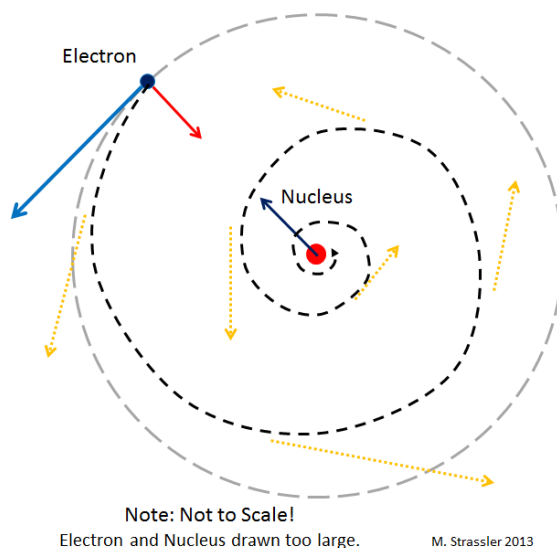 Electron
Nucleus
Note: Not to Scale!
Electron and Nucleus drawn too large.
M. Strassler 2013